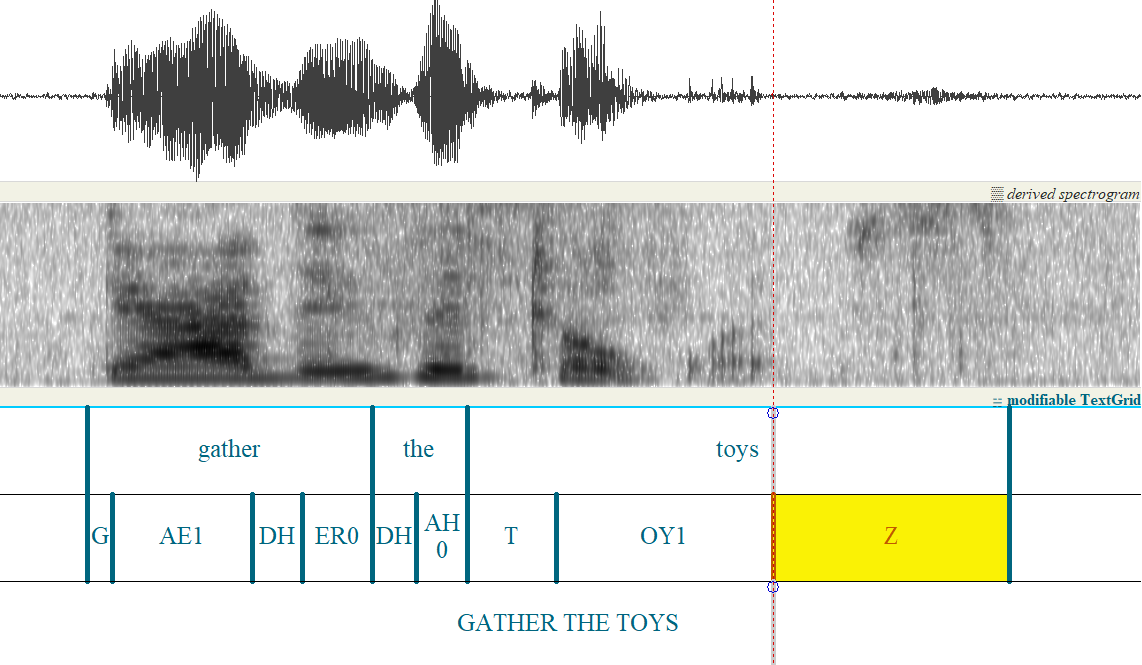 derived spectrogram
modifiable TextGrid
gather the toys
G AE1 DH ER0 DH AH0 T OY1 Z
GATHER THE TOYS